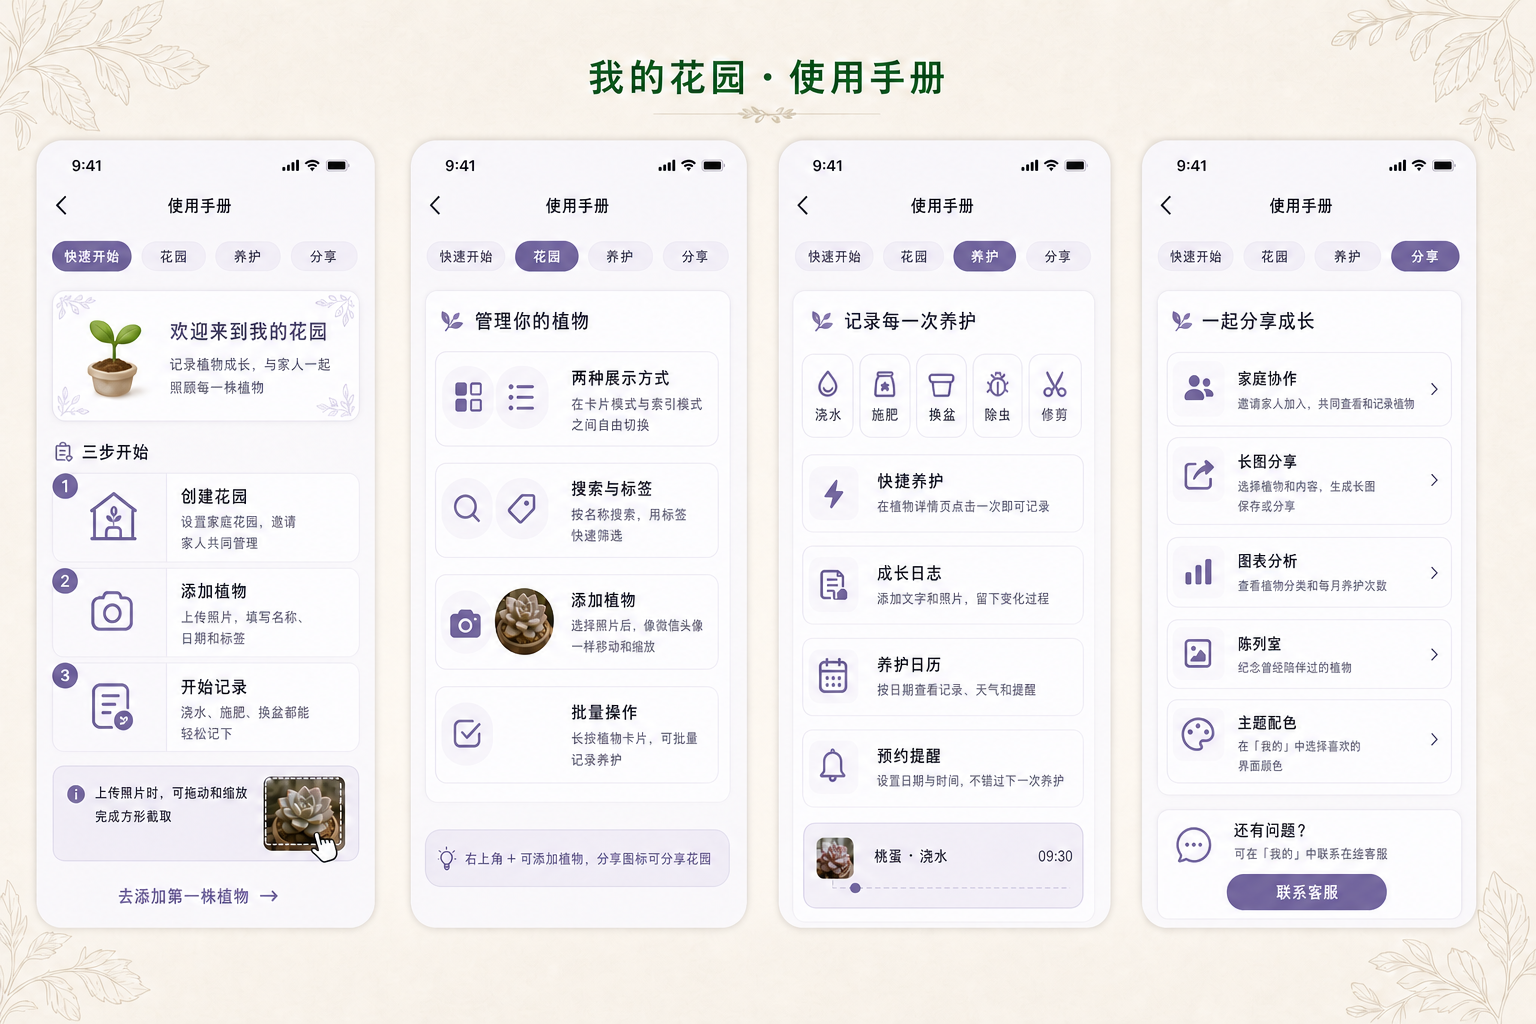 我的花园·使用手册
9:41
使用手册
快速开始 花园 养护 分享
欢迎来到我的花园
记录植物成长，与家人一起
照顾每一株植物
三步开始
1
创建花园
设置家庭花园，邀请
家人共同管理
2
添加植物
上传照片，填写名称、
日期和标签
3
开始记录
浇水、施肥、换盆都能
轻松记下
上传照片时，可拖动和缩放
完成方形截取
去添加第一株植物 →
9:41
使用手册
快速开始 花园 养护 分享
管理你的植物
两种展示方式
在卡片模式与索引模式
之间自由切换
搜索与标签
按名称搜索，用标签
快速筛选
添加植物
选择照片后，像微信头像
一样移动和缩放
批量操作
长按植物卡片，可批量
记录养护
右上角 + 可添加植物，分享图标可分享花园
9:41
使用手册
快速开始 花园 养护 分享
记录每一次养护
浇水 施肥 换盆 除虫 修剪
快捷养护
在植物详情页点击一次即可记录
成长日志
添加文字和照片，留下变化过程
养护日历
按日期查看记录、天气和提醒
预约提醒
设置日期与时间，不错过下一次养护
桃蛋·浇水 09:30
9:41
使用手册
快速开始 花园 养护 分享
一起分享成长
家庭协作
邀请家人加入，共同查看和记录植物
长图分享
选择植物和内容，生成长图
保存或分享
图表分析
查看植物分类和每月养护次数
陈列室
纪念曾经陪伴过的植物
主题配色
在「我的」中选择喜欢的
界面颜色
还有问题？
可在「我的」中联系在线客服
联系客服